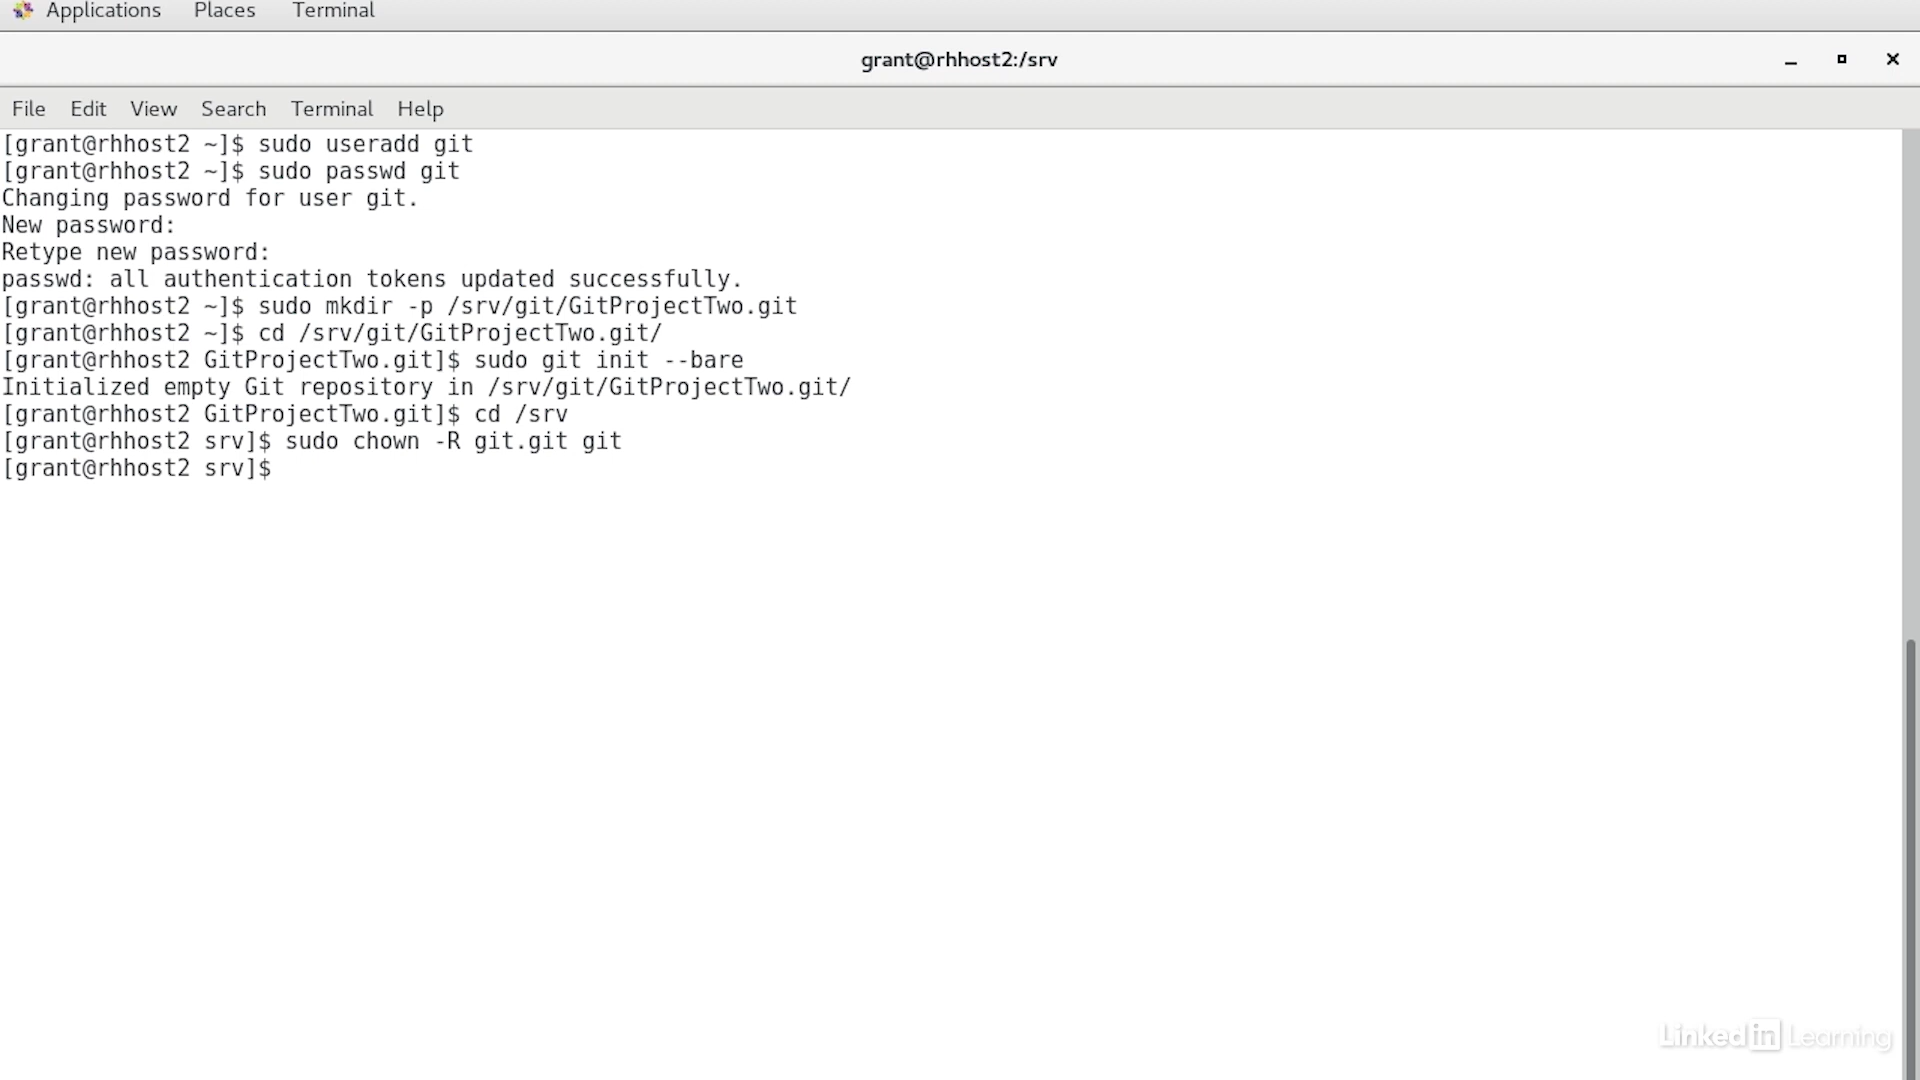 Applications Places Terminal
grant@rhhost2:/srv
File Edit View Search Terminal Help
[grant@rhhost2 ~]$ sudo useradd git
[grant@rhhost2 ~]$ sudo passwd git
Changing password for user git.
New password:
Retype new password:
passwd: all authentication tokens updated successfully.
[grant@rhhost2 ~]$ sudo mkdir -p /srv/git/GitProjectTwo.git
[grant@rhhost2 ~]$ cd /srv/git/GitProjectTwo.git/
[grant@rhhost2 GitProjectTwo.git]$ sudo git init --bare
Initialized empty Git repository in /srv/git/GitProjectTwo.git/
[grant@rhhost2 GitProjectTwo.git]$ cd /srv
[grant@rhhost2 srv]$ sudo chown -R git.git git
[grant@rhhost2 srv]$
Linked in Learning